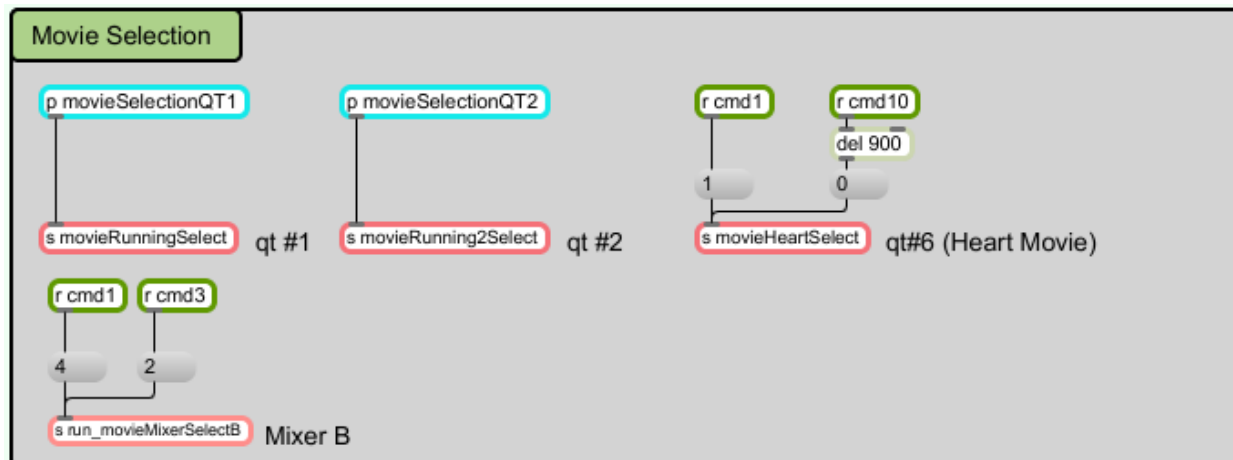 Movie Selection
p movieSelectionQT1
p movieSelectionQT2
r cmd1
r cmd10
del 900
1
0
s movieRunningSelect
qt #1
s movieRunning2Select
qt #2
s movieHeartSelect
qt#6 (Heart Movie)
r cmd1
r cmd3
4
2
s run_movieMixerSelectB
Mixer B